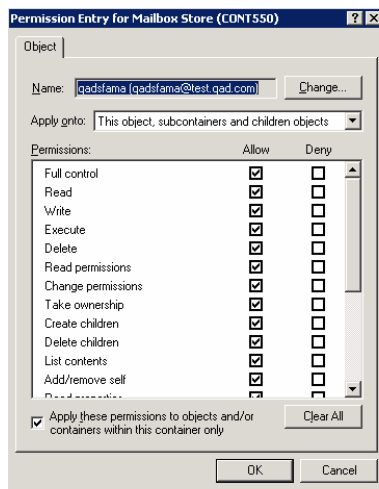 Permission Entry for Mailbox Store (CONT550)
Object
Name: qadsfama (qadsfama@test.qad.com) Change...
Apply onto: This object, subcontainers and children objects
Permissions: Allow Deny
Full control
Read
Write
Execute
Delete
Read permissions
Change permissions
Take ownership
Create children
Delete children
List contents
Add/remove self
Apply these permissions to objects and/or
containers within this container only
Clear All
OK Cancel